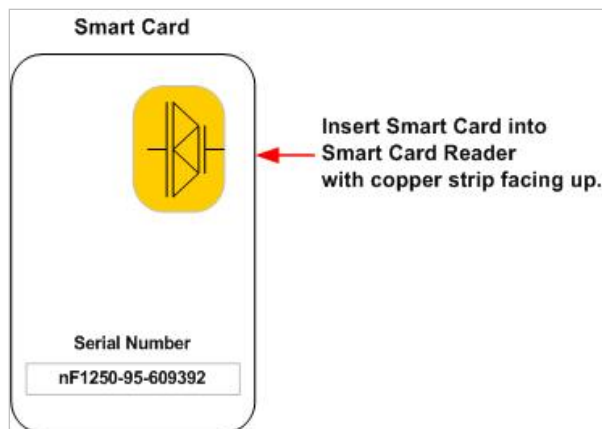 Smart Card
Insert Smart Card into
Smart Card Reader
with copper strip facing up.
Serial Number
nF1250-95-609392